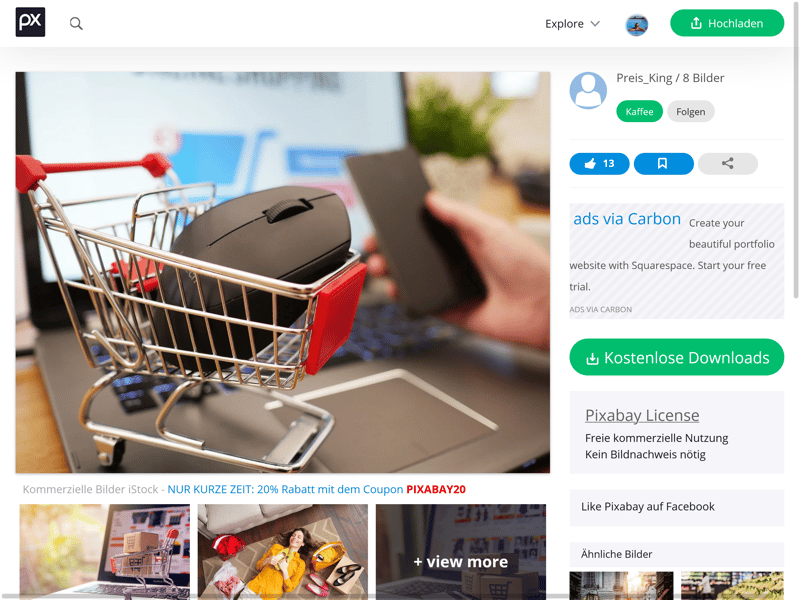 px
Explore
Hochladen
ONLINE SHOPPING
Preis_King / 8 Bilder
Kaffee
Folgen
13
ads via Carbon
Create your
beautiful portfolio
website with Squarespace. Start your free
trial.
ADS VIA CARBON
Kostenlose Downloads
Pixabay License
Freie kommerzielle Nutzung
Kein Bildnachweis nötig
Kommerzielle Bilder iStock - NUR KURZE ZEIT: 20% Rabatt mit dem Coupon PIXABAY20
Like Pixabay auf Facebook
+ view more
Ähnliche Bilder